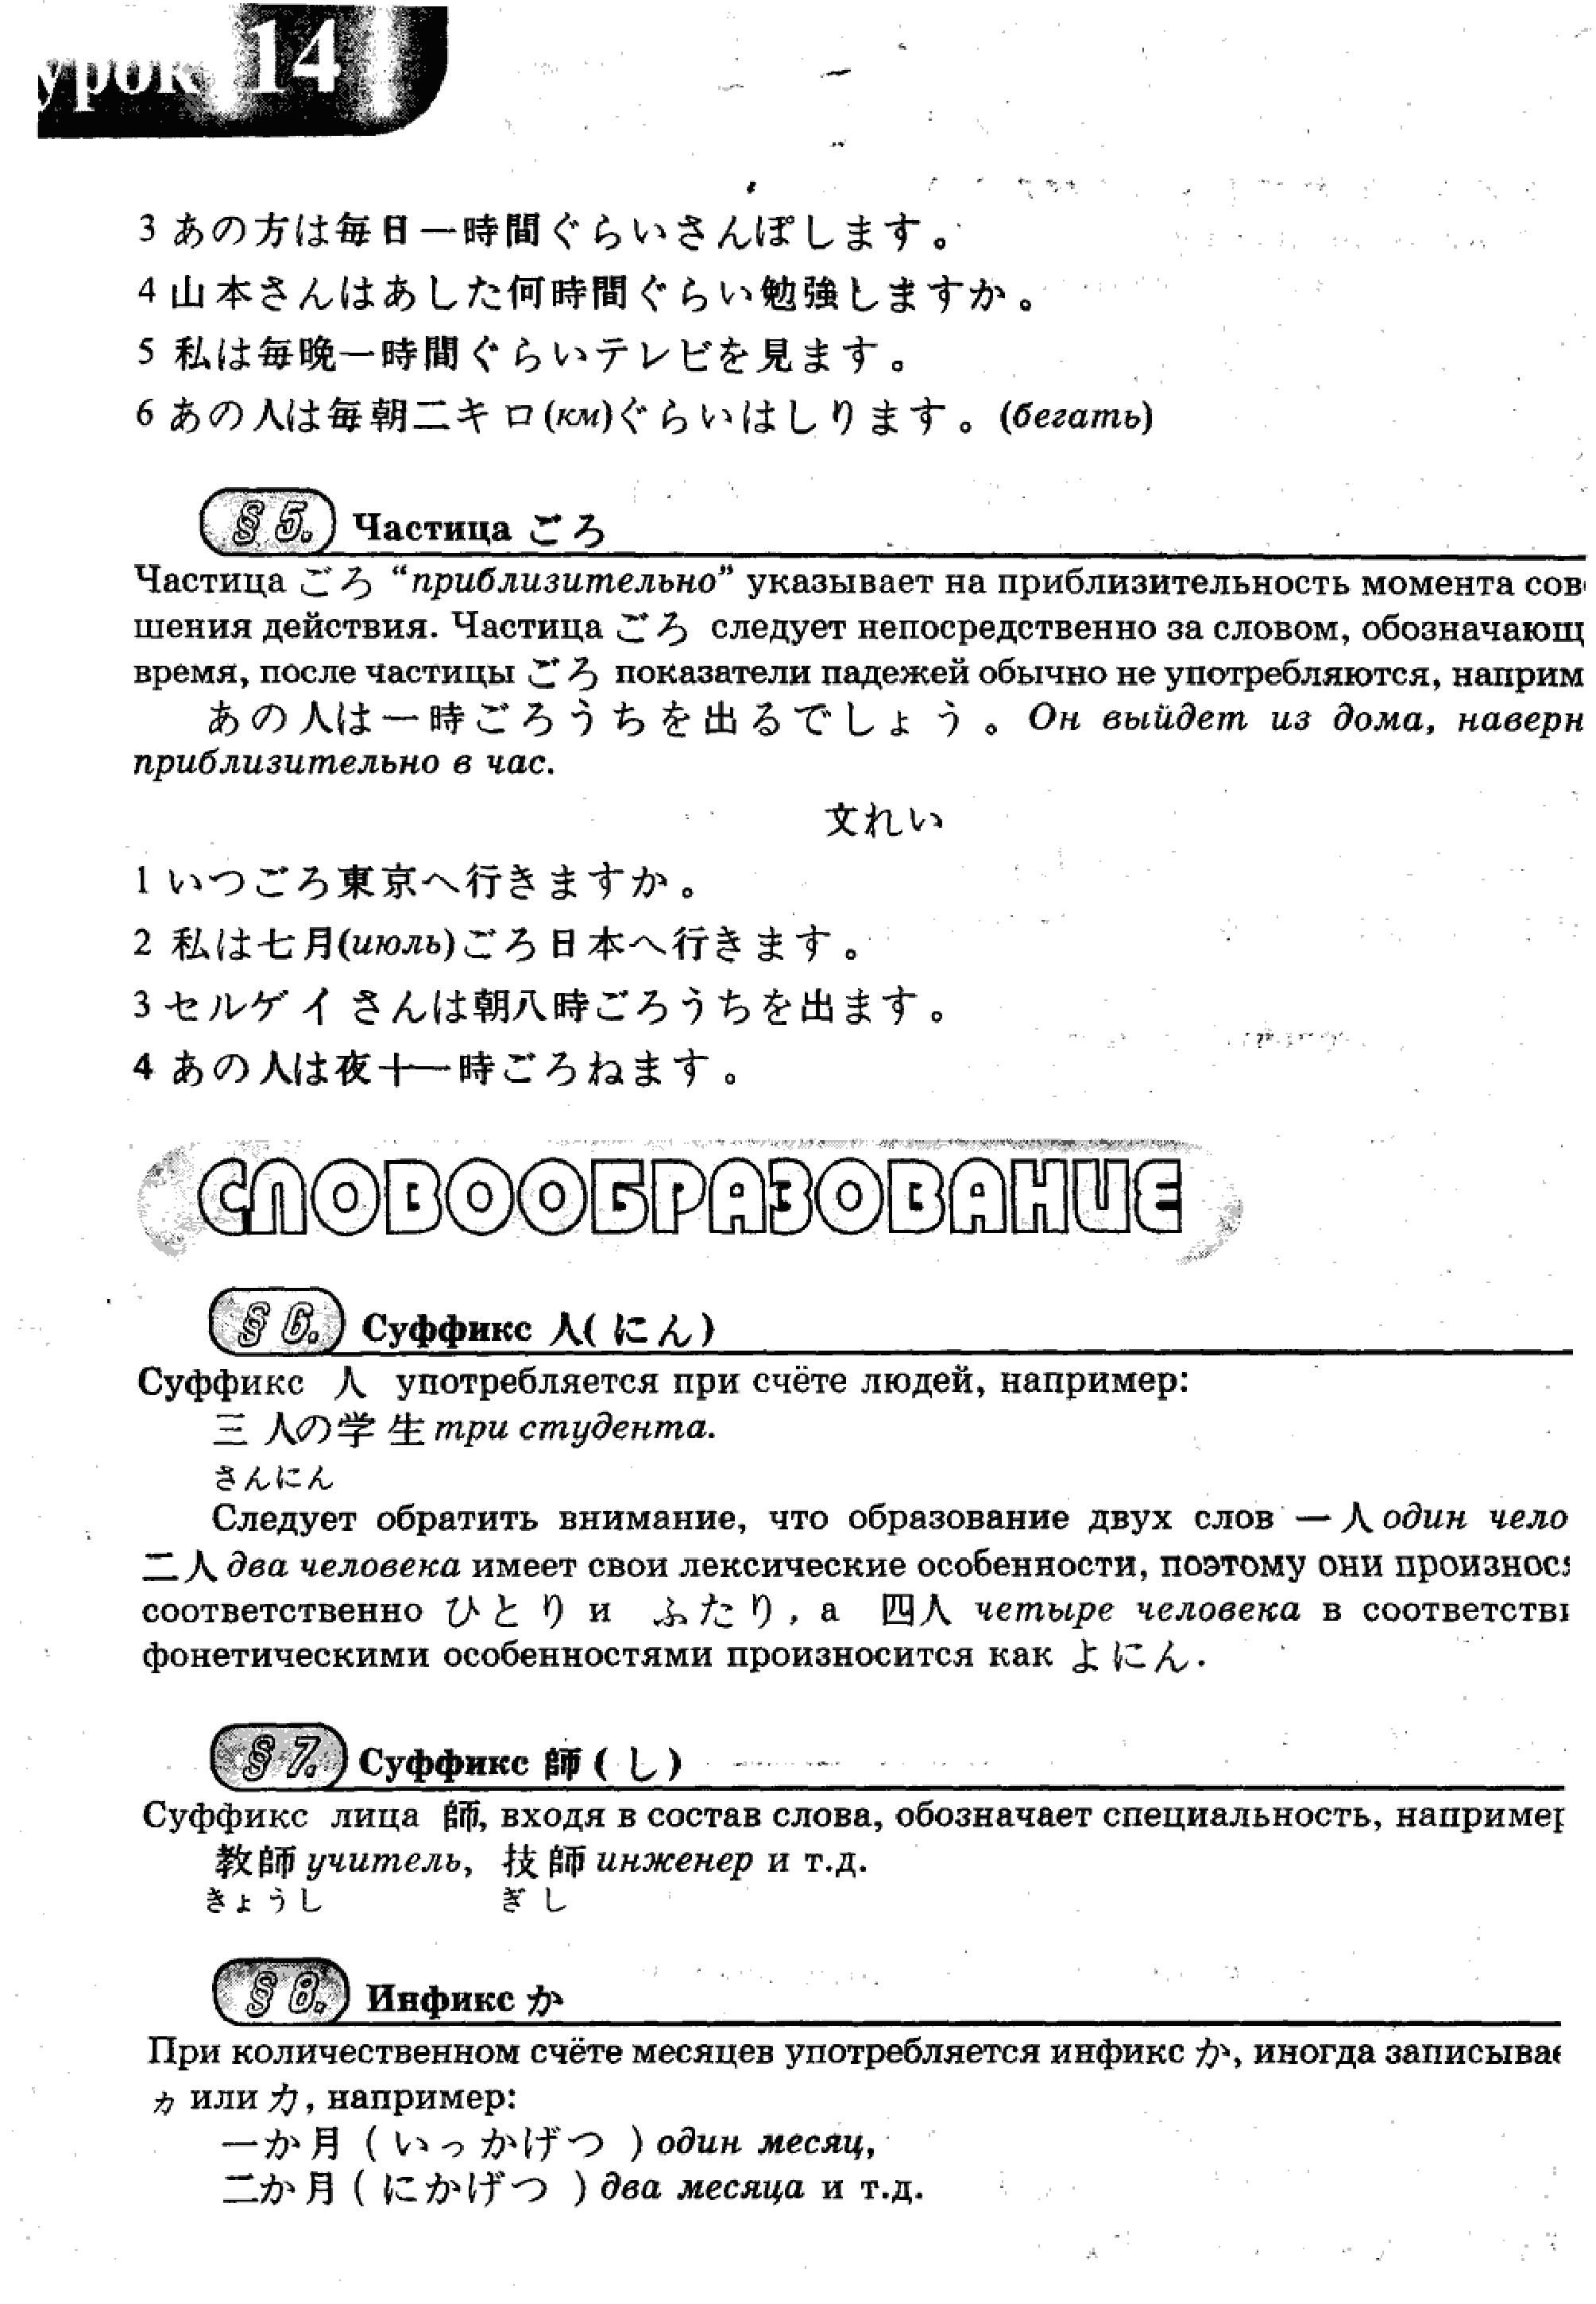 урок 14
3 あの方は毎日一時間ぐらいさんぽします。
4 山本さんはあした何時間ぐらい勉強しますか。
5 私は毎晩一時間ぐらいテレビを見ます。
6 あの人は毎朝二キロ(км)ぐらいはしります。(бегать)
§ 5. Частица ごろ
Частица ごろ “приблизительно” указывает на приблизительность момента сов
шения действия. Частица ごろ следует непосредственно за словом, обозначающ
время, после частицы ごろ показатели падежей обычно не употребляются, наприм
あの人は一時ごろうちを出るでしょう。Он выйдет из дома, наверн
приблизительно в час.
文れい
1 いつごろ東京へ行きますか。
2 私は七月(июль)ごろ日本へ行きます。
3 セルゲイさんは朝八時ごろうちを出ます。
4 あの人は夜十一時ごろねます。
СЛОВООБРАЗОВАНИЕ
§ 6. Суффикс 人(にん)
Суффикс 人 употребляется при счёте людей, например:
三人の学生 три студента.
さんにん
Следует обратить внимание, что образование двух слов 一人 один чело
二人 два человека имеет свои лексические особенности, поэтому они произнос
соответственно ひとり и ふたり, а 四人 четыре человека в соответстви
фонетическими особенностями произносится как よにん.
§ 7. Суффикс 師(し)
Суффикс лица 師, входя в состав слова, обозначает специальность, например
教師 учитель, 技師 инженер и т.д.
きょうし ぎし
§ 8. Инфикс か
При количественном счёте месяцев употребляется инфикс か, иногда записывае
ヵ или カ, например:
一か月(いっかげつ) один месяц,
二か月(にかげつ) два месяца и т.д.